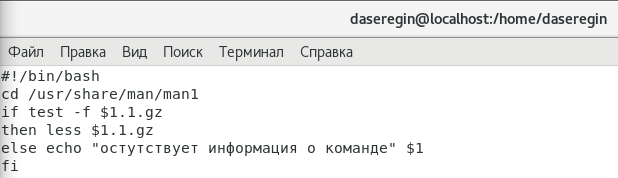 daseregin@localhost:/home/daseregin
Файл Правка Вид Поиск Терминал Справка
#!/bin/bash
cd /usr/share/man/man1
if test -f $1.1.gz
then less $1.1.gz
else echo "остутствует информация о команде" $1
fi